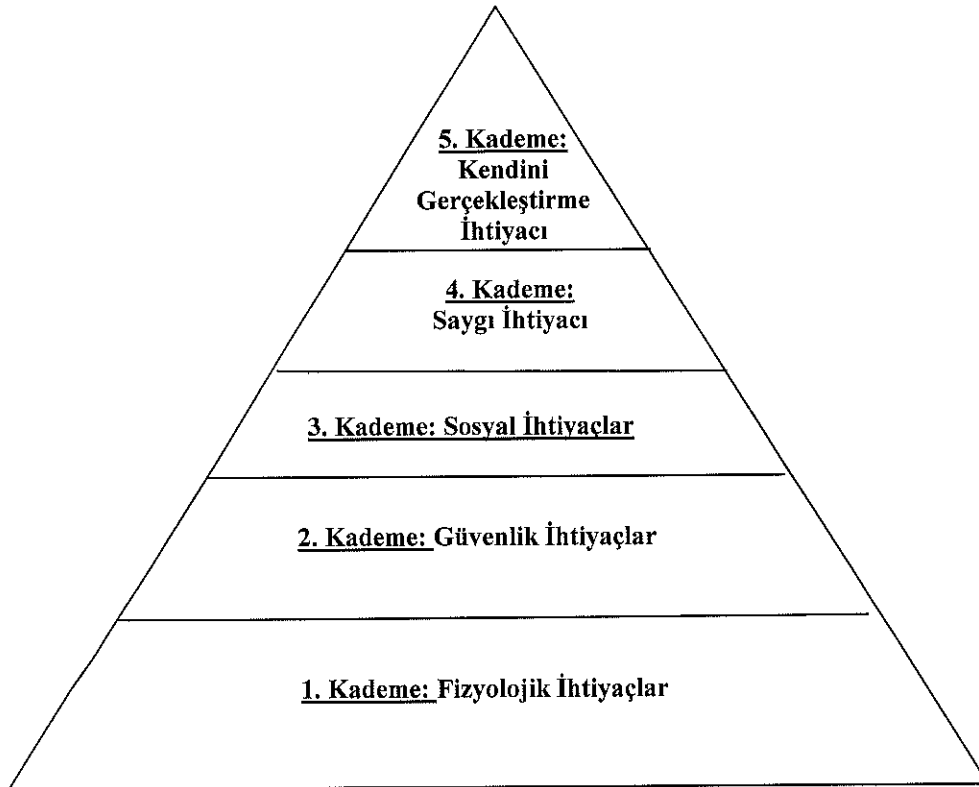 5. Kademe:
Kendini
Gerçekleştirme
İhtiyacı
4. Kademe:
Saygı İhtiyacı
3. Kademe: Sosyal İhtiyaçlar
2. Kademe: Güvenlik İhtiyaçlar
1. Kademe: Fizyolojik İhtiyaçlar